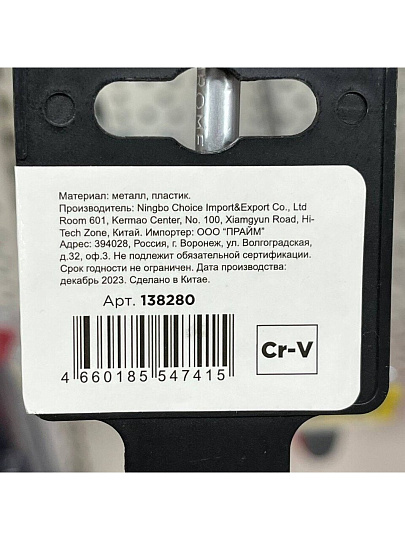 Материал: металл, пластик.
Производитель: Ningbo Choice Import&Export Co., Ltd
Room 601, Kermao Center, No. 100, Xiamgyun Road, Hi-
Tech Zone, Китай. Импортер: ООО "ПРАЙМ"
Адрес: 394028, Россия, г. Воронеж, ул. Волгоградская,
д.32, оф.3. Не подлежит обязательной сертификации.
Срок годности не ограничен. Дата производства:
декабрь 2023. Сделано в Китае.
Арт. 138280
Cr-V
4 660185 547415